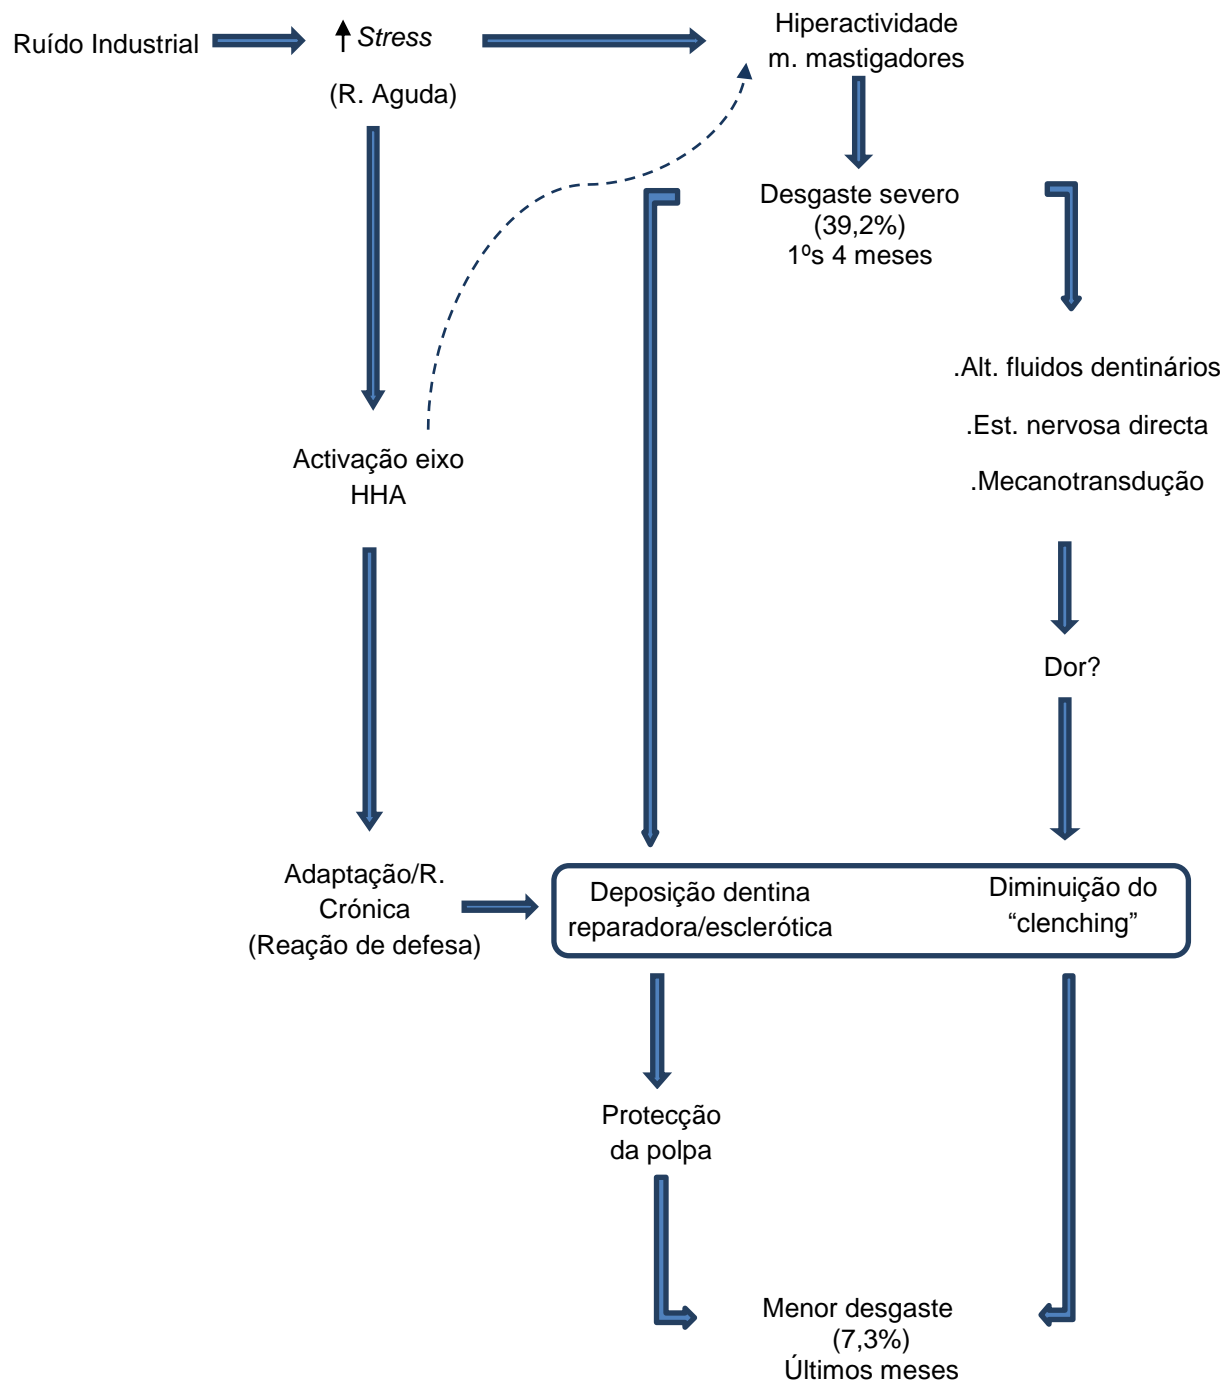 Ruído Industrial
Stress
(R. Aguda)
Hiperactividade
m. mastigadores
Desgaste severo
(39,2%)
1ºs 4 meses
.Alt. fluidos dentinários
.Est. nervosa directa
.Mecanotransdução
Activação eixo
HHA
Dor?
Adaptação/R.
Crónica
(Reação de defesa)
Deposição dentina
reparadora/esclerótica
Diminuição do
“clenching”
Protecção
da polpa
Menor desgaste
(7,3%)
Últimos meses